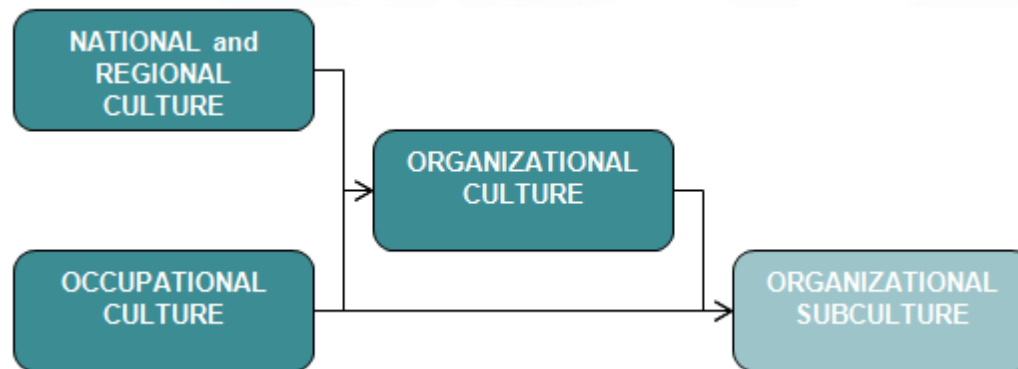 NATIONAL and
REGIONAL
CULTURE
ORGANIZATIONAL
CULTURE
OCCUPATIONAL
CULTURE
ORGANIZATIONAL
SUBCULTURE